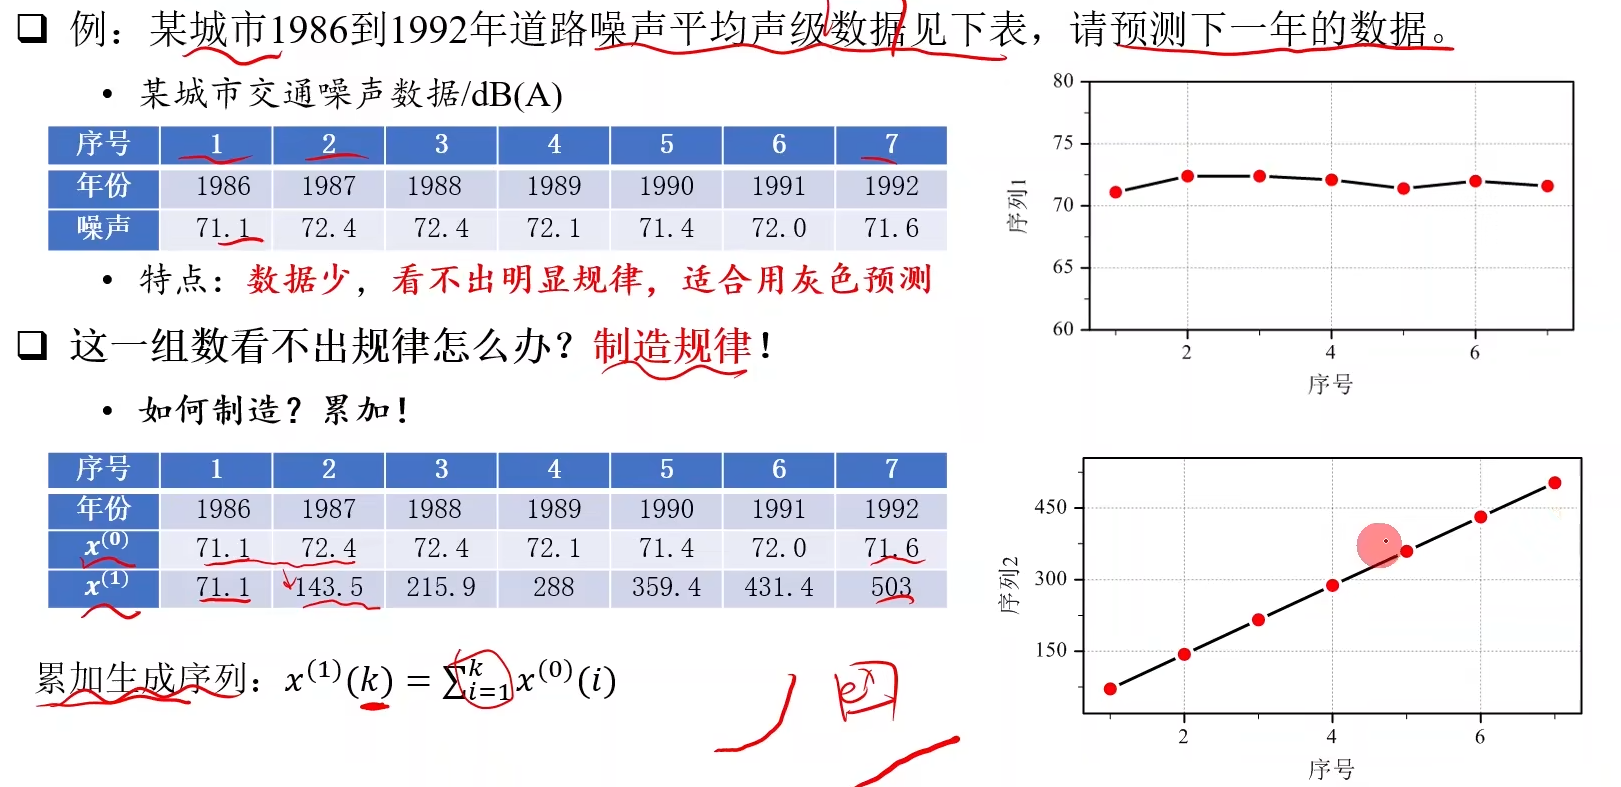 例：某城市1986到1992年道路噪声平均声级数据见下表，请预测下一年的数据。
• 某城市交通噪声数据/dB(A)
序号 1 2 3 4 5 6 7
年份 1986 1987 1988 1989 1990 1991 1992
噪声 71.1 72.4 72.4 72.1 71.4 72.0 71.6
• 特点：数据少，看不出明显规律，适合用灰色预测
这一组数看不出规律怎么办？制造规律！
• 如何制造？累加！
序号 1 2 3 4 5 6 7
年份 1986 1987 1988 1989 1990 1991 1992
x^(0) 71.1 72.4 72.4 72.1 71.4 72.0 71.6
x^(1) 71.1 143.5 215.9 288 359.4 431.4 503
累加生成序列：x^(1)(k) = ∑_{i=1}^{k} x^(0)(i)
e^x
80
75
70
65
60
序列1
2 4 6
序号
450
300
150
序列2
2 4 6
序号